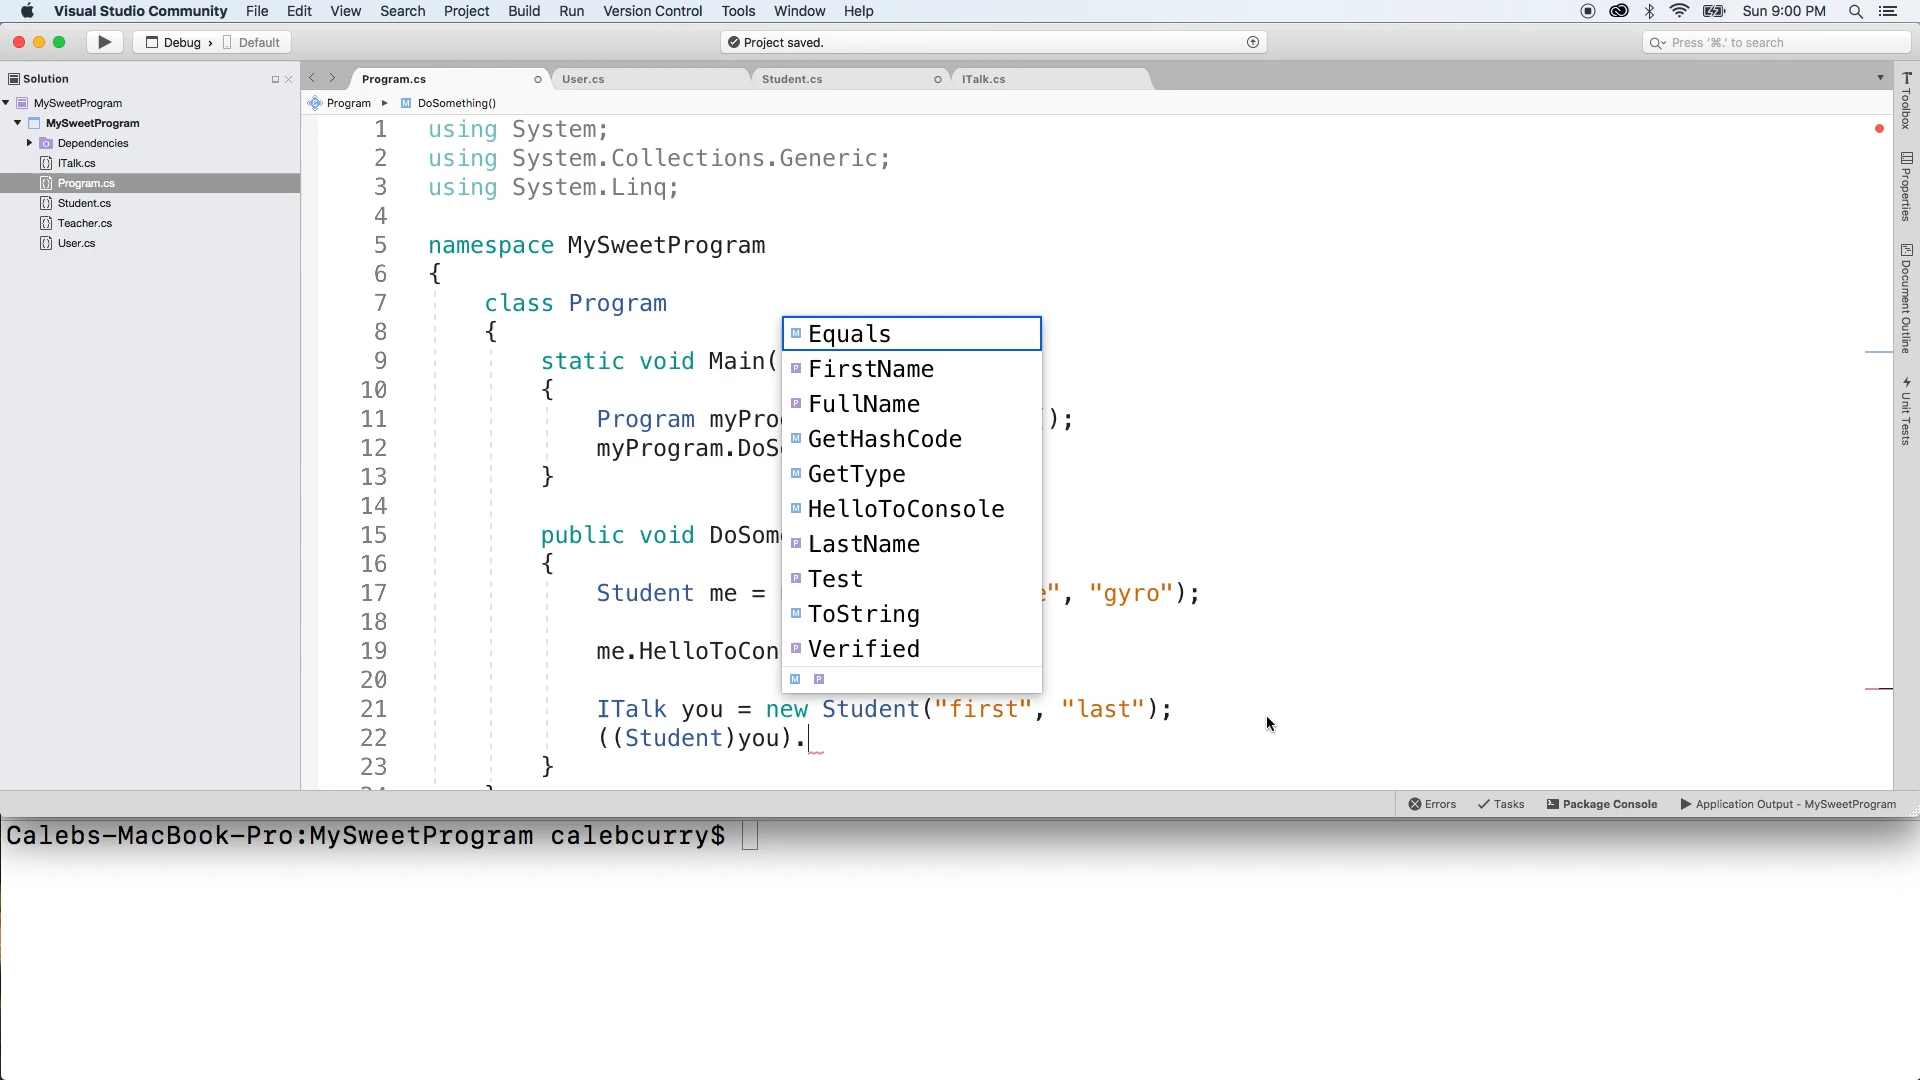 Visual Studio Community File Edit View Search Project Build Run Version Control Tools Window Help Sun 9:00 PM
Debug › Default Project saved. Press '⌘.' to search
Solution
MySweetProgram
MySweetProgram
Dependencies
ITalk.cs
Program.cs
Student.cs
Teacher.cs
User.cs
Program.cs User.cs Student.cs ITalk.cs
Program ▸ DoSomething()
1 using System;
2 using System.Collections.Generic;
3 using System.Linq;
4
5 namespace MySweetProgram
6 {
7 class Program
8 {
9 static void Main(
10 {
11 Program myPro );
12 myProgram.DoS
13 }
14
15 public void DoSom
16 {
17 Student me = ", "gyro");
18
19 me.HelloToCon
20
21 ITalk you = new Student("first", "last");
22 ((Student)you).
23 }
Equals
FirstName
FullName
GetHashCode
GetType
HelloToConsole
LastName
Test
ToString
Verified
Toolbox
Properties
Document Outline
Unit Tests
Errors Tasks Package Console Application Output - MySweetProgram
Calebs-MacBook-Pro:MySweetProgram calebcurry$